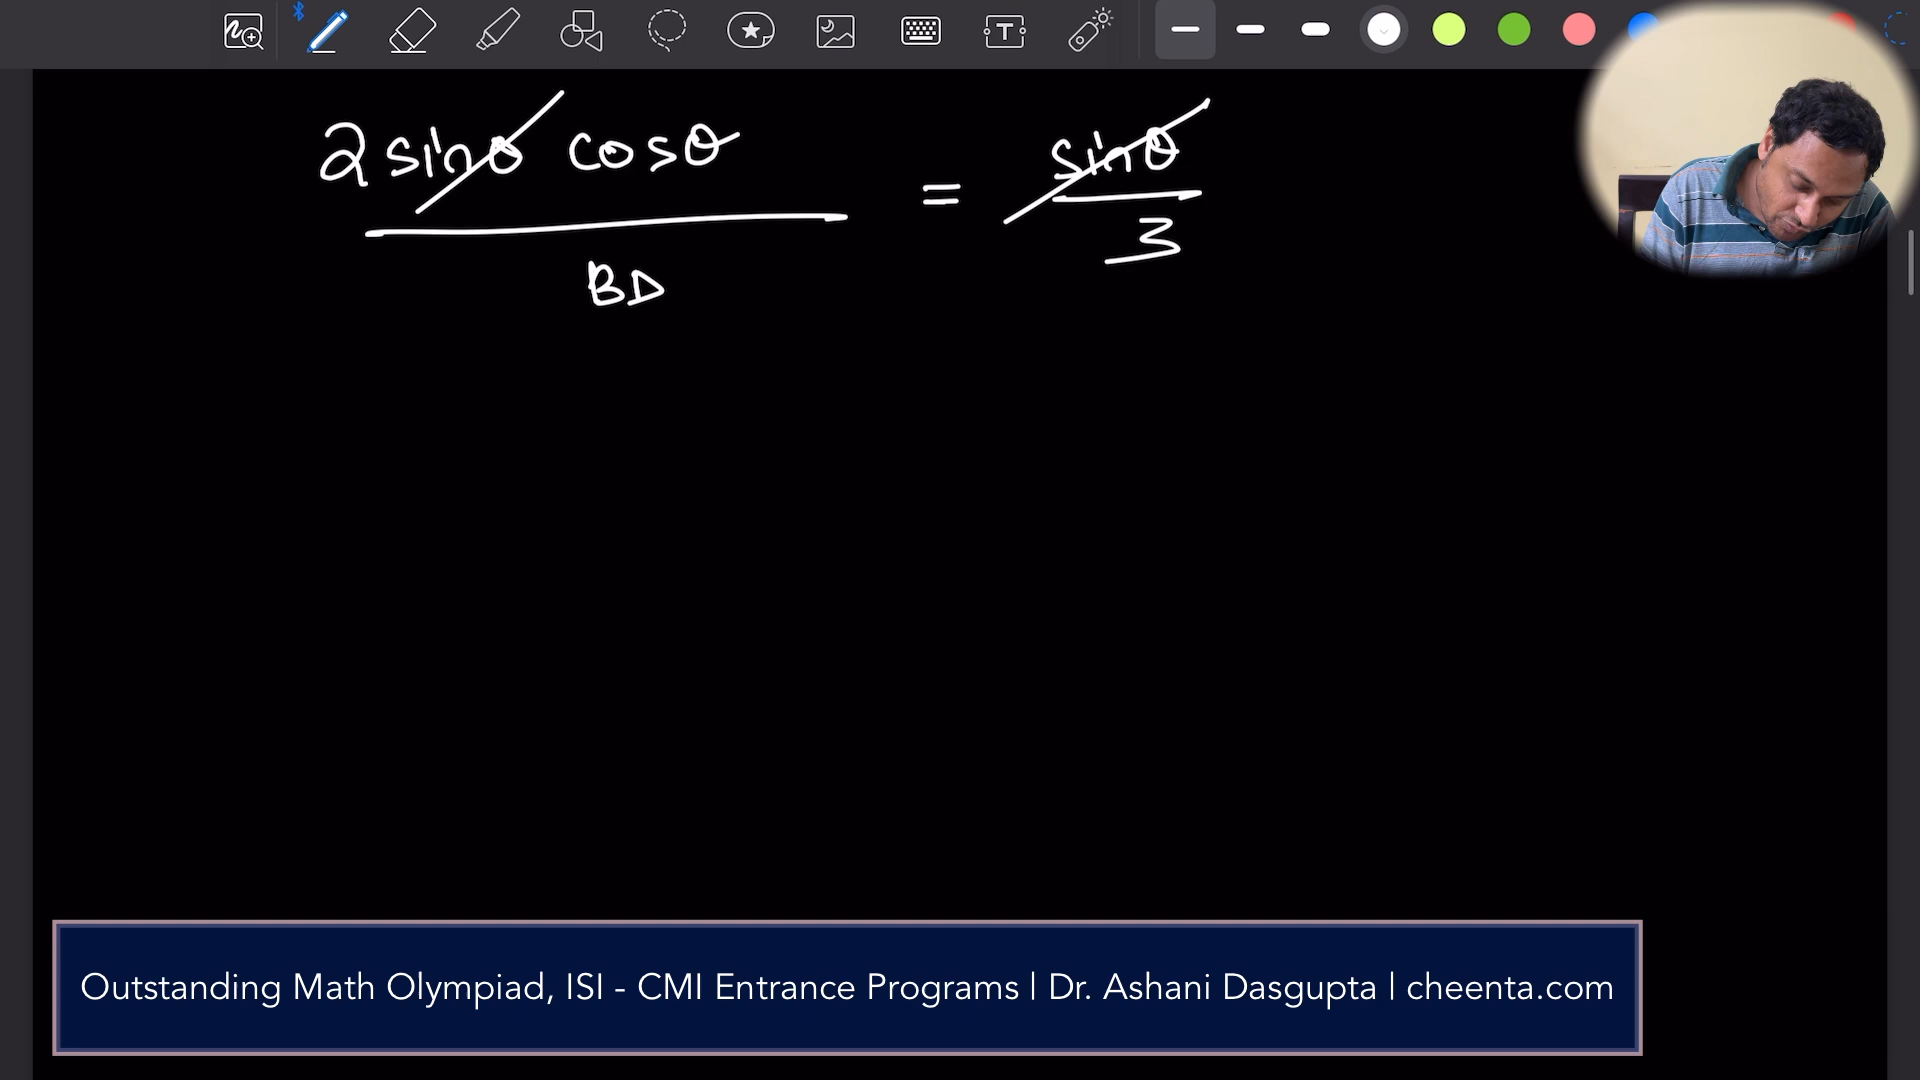 2 sinθ cosθ / BD = sinθ / 3
Outstanding Math Olympiad, ISI - CMI Entrance Programs | Dr. Ashani Dasgupta | cheenta.com